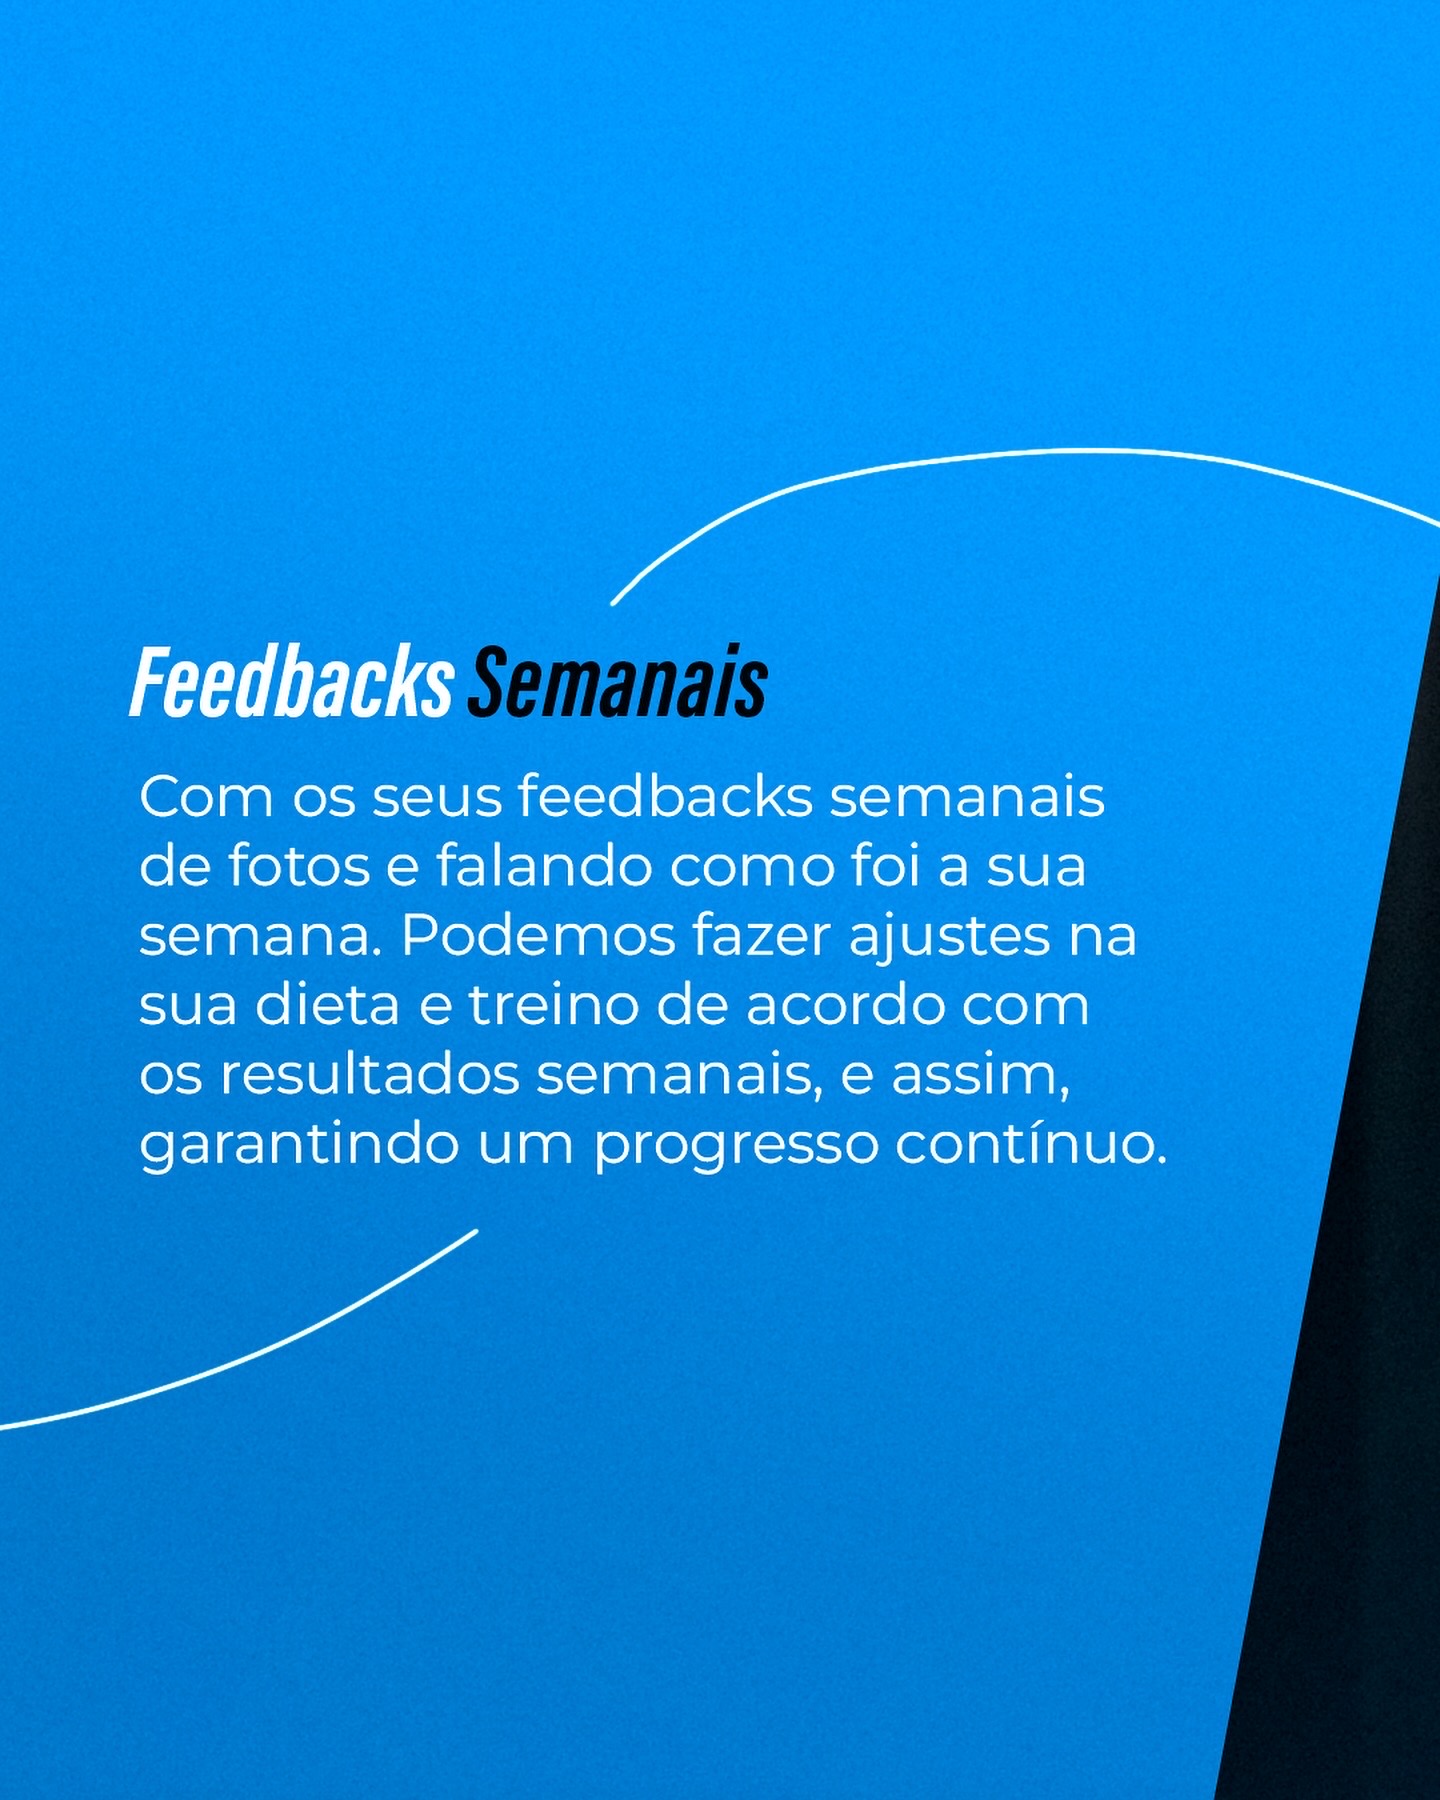 Feedbacks Semanais
Com os seus feedbacks semanais
de fotos e falando como foi a sua
semana. Podemos fazer ajustes na
sua dieta e treino de acordo com
os resultados semanais, e assim,
garantindo um progresso contínuo.